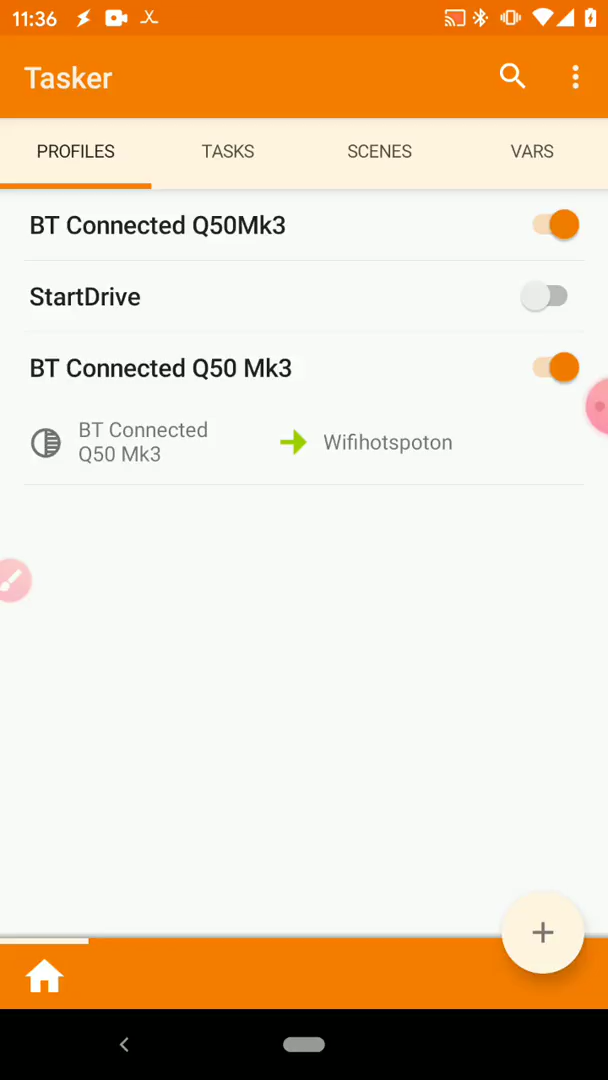 11:36
Tasker
PROFILES TASKS SCENES VARS
BT Connected Q50Mk3
StartDrive
BT Connected Q50 Mk3
BT Connected
Q50 Mk3
Wifihotspoton